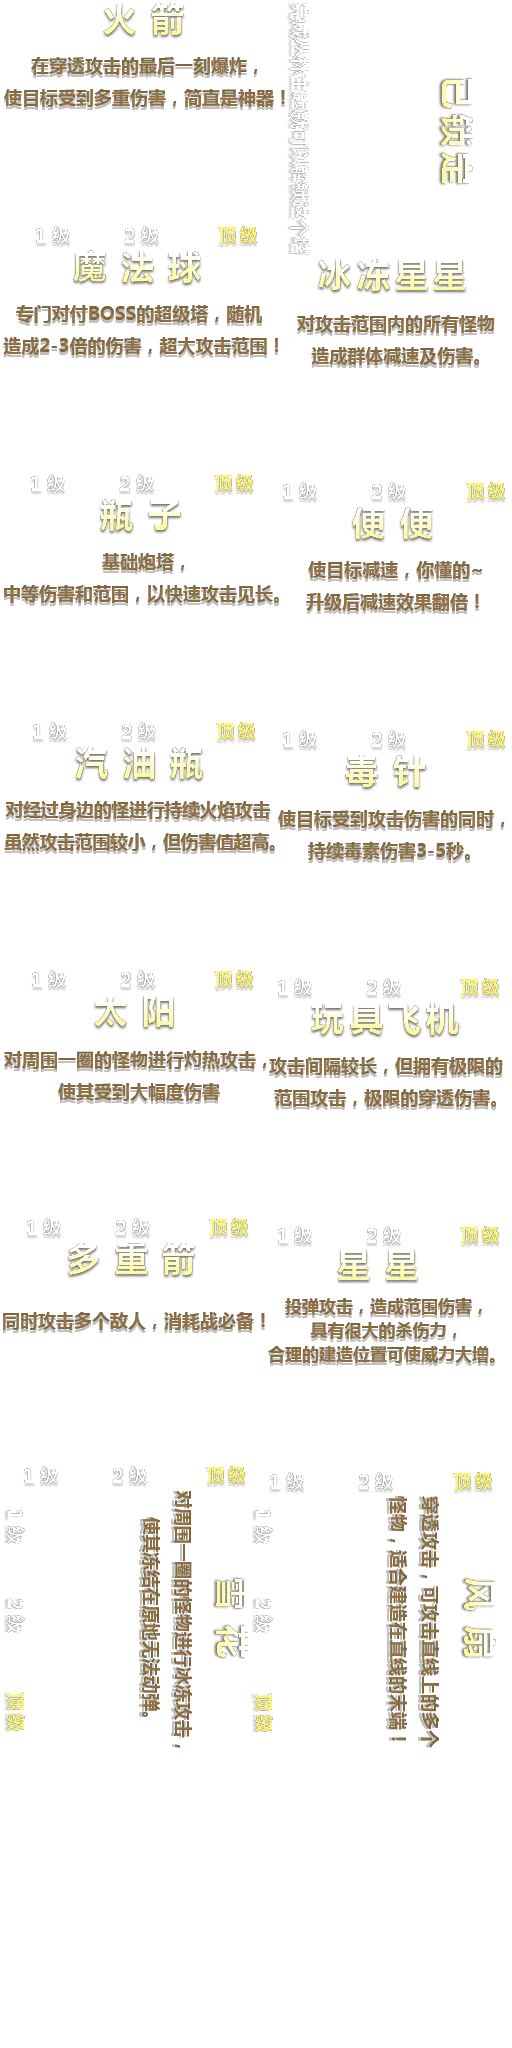 火箭
在穿透攻击的最后一刻爆炸，
使目标受到多重伤害，简直是神器！
1级 2级 顶级
已锁定
魔法球
专门对付BOSS的超级塔，随机
造成2-3倍的伤害，超大攻击范围！
1级 2级 顶级
冰冻星星
对攻击范围内的所有怪物
造成群体减速及伤害。
1级 2级 顶级
瓶子
基础炮塔，
中等伤害和范围，以快速攻击见长。
1级 2级 顶级
便便
使目标减速，你懂的~
升级后减速效果翻倍！
1级 2级 顶级
汽油瓶
对经过身边的怪进行持续火焰攻击
虽然攻击范围较小，但伤害值超高。
1级 2级 顶级
毒针
使目标受到攻击伤害的同时，
持续毒素伤害3-5秒。
1级 2级 顶级
太阳
对周围一圈的怪物进行灼热攻击，
使其受到大幅度伤害
1级 2级 顶级
玩具飞机
攻击间隔较长，但拥有极限的
范围攻击，极限的穿透伤害。
1级 2级 顶级
多重箭
同时攻击多个敌人，消耗战必备！
1级 2级 顶级
星星
投弹攻击，造成范围伤害，
具有很大的杀伤力，
合理的建造位置可使威力大增。
1级 2级 顶级
雪花
对周围一圈的怪物进行冰冻攻击，
使其冻结在原地无法动弹。
1级 2级 顶级
风扇
穿透攻击，可攻击直线上的多个
怪物，适合建造在直线的末端！
1级 2级 顶级